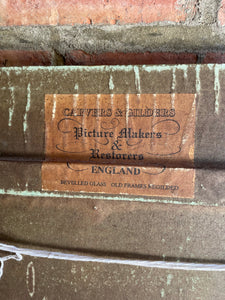 CARVERS & GILDERS
Picture Makers
&
Restorers
ENGLAND
BEVELLED GLASS OLD FRAMES REGILDED